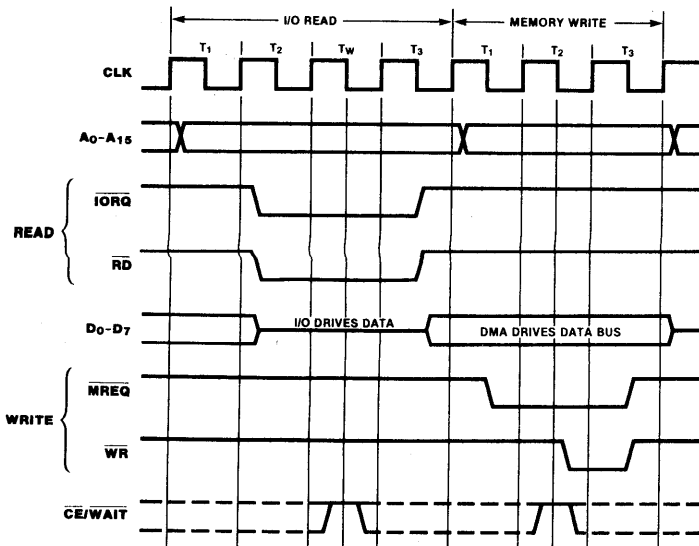 I/O READ MEMORY WRITE
T1 T2 TW T3 T1 T2 T3
CLK
A0-A15
READ
IORQ
RD
D0-D7 I/O DRIVES DATA DMA DRIVES DATA BUS
WRITE
MREQ
WR
CE/WAIT